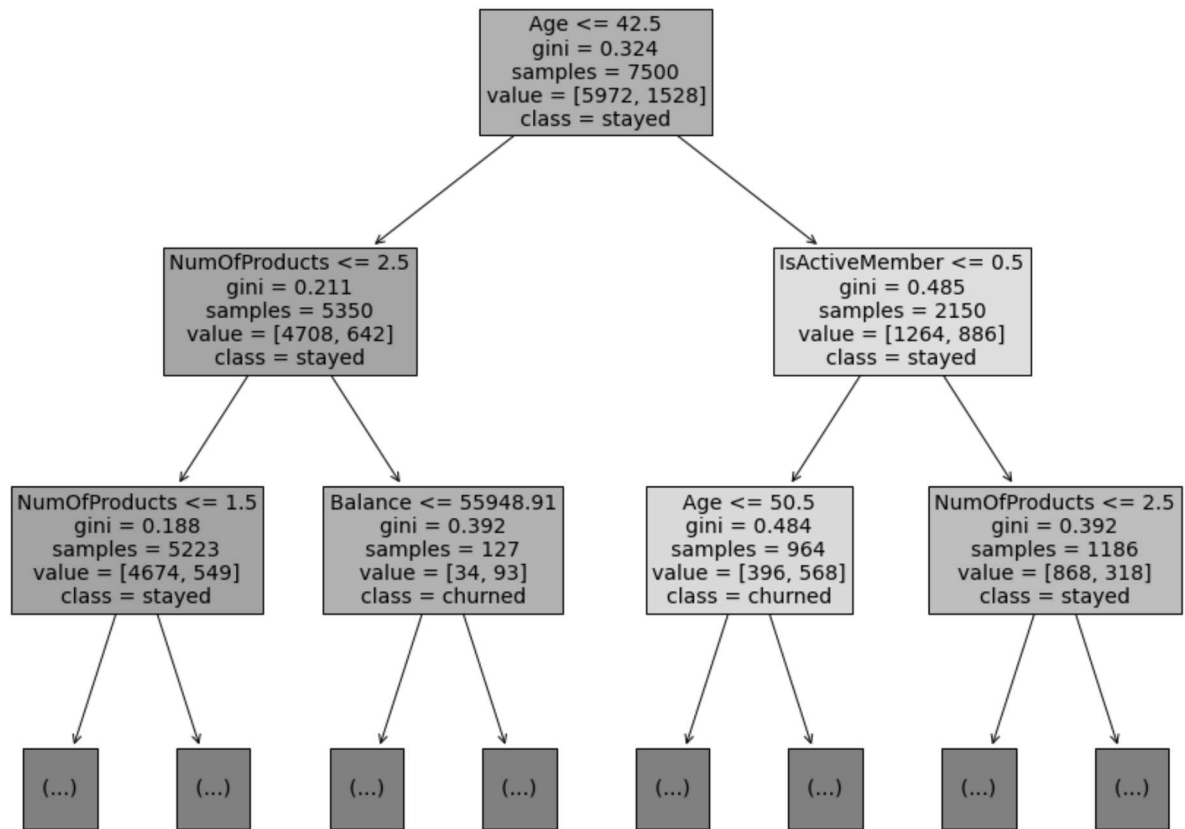 Age <= 42.5
gini = 0.324
samples = 7500
value = [5972, 1528]
class = stayed
NumOfProducts <= 2.5
gini = 0.211
samples = 5350
value = [4708, 642]
class = stayed
IsActiveMember <= 0.5
gini = 0.485
samples = 2150
value = [1264, 886]
class = stayed
NumOfProducts <= 1.5
gini = 0.188
samples = 5223
value = [4674, 549]
class = stayed
Balance <= 55948.91
gini = 0.392
samples = 127
value = [34, 93]
class = churned
Age <= 50.5
gini = 0.484
samples = 964
value = [396, 568]
class = churned
NumOfProducts <= 2.5
gini = 0.392
samples = 1186
value = [868, 318]
class = stayed
(...)
(...)
(...)
(...)
(...)
(...)
(...)
(...)